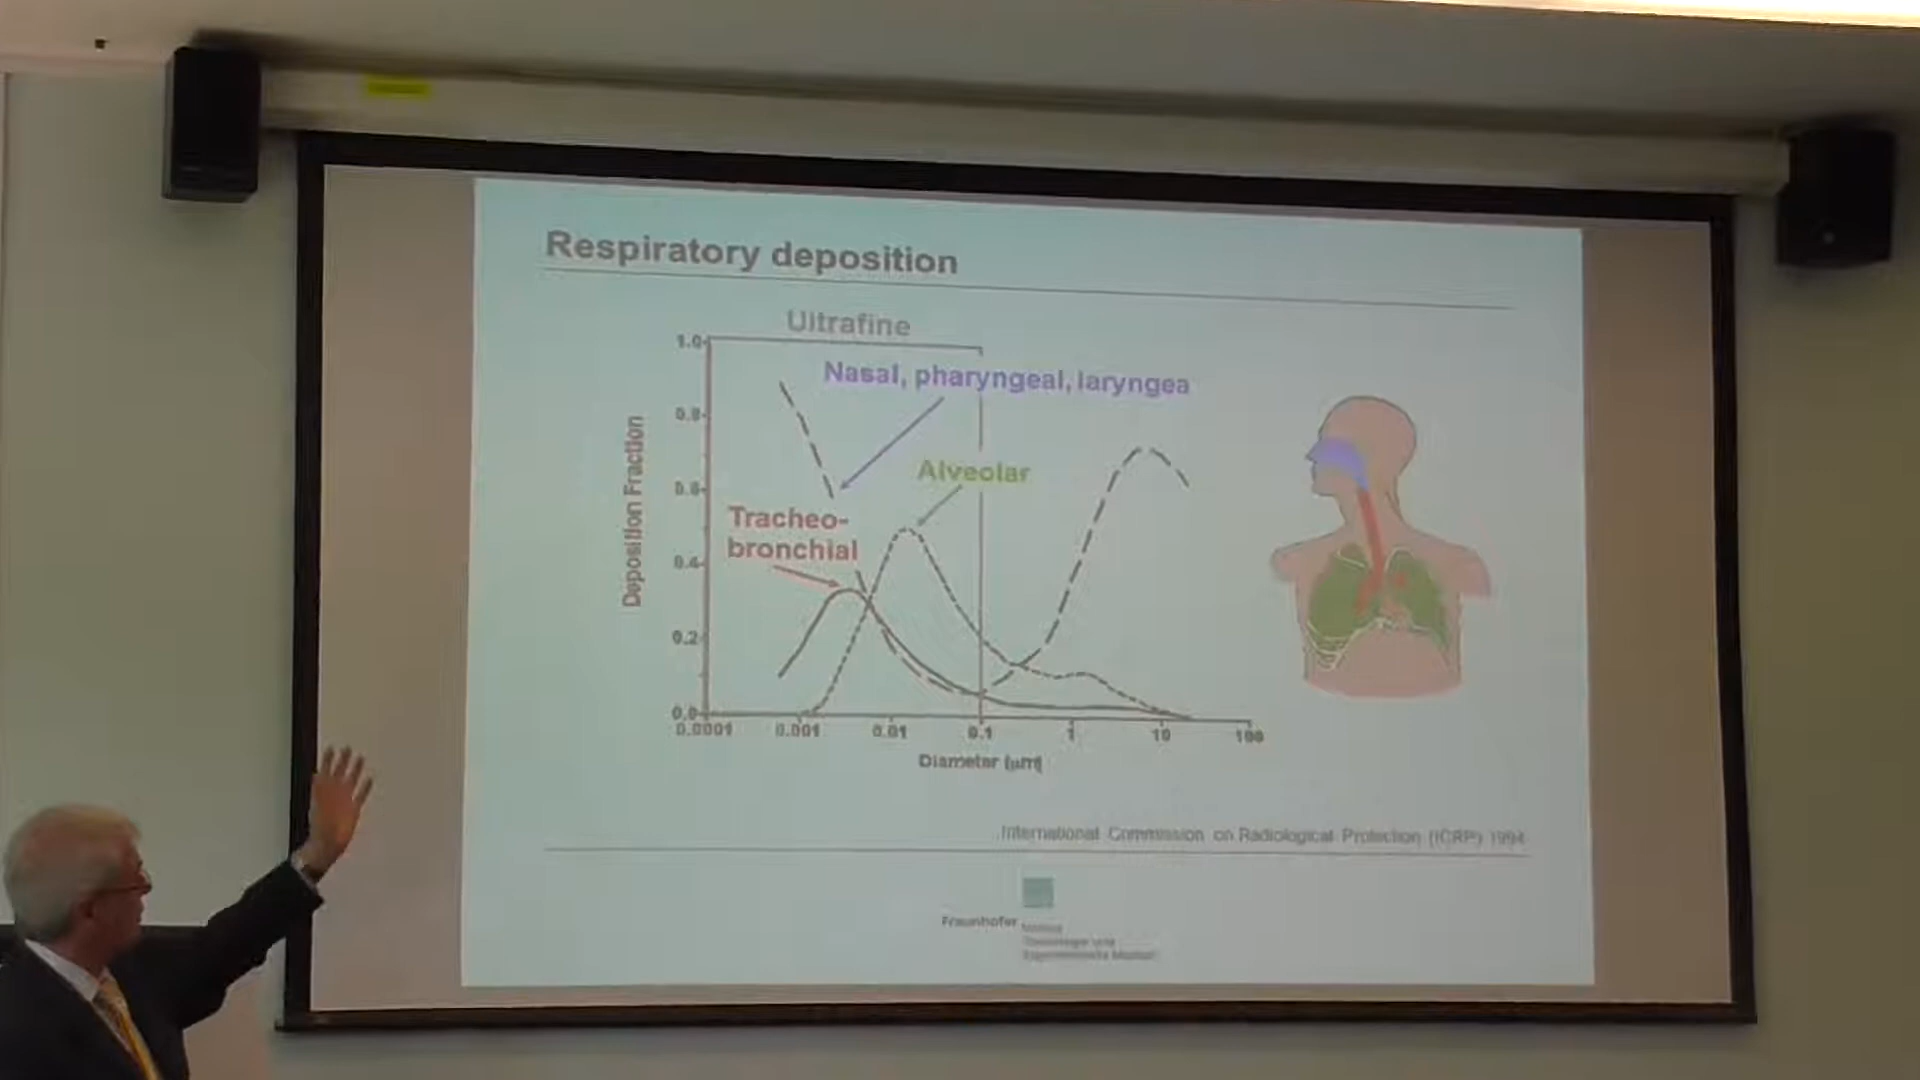 Respiratory deposition
Ultrafine
1.0
Nasal, pharyngeal, laryngea
0.8
Alveolar
0.6
Tracheo-
bronchial
0.4
Deposition Fraction
0.2
0.0
0.0001 0.001 0.01 0.1 1 10 100
Diameter (µm)
International Commission on Radiological Protection (ICRP) 1994
Fraunhofer